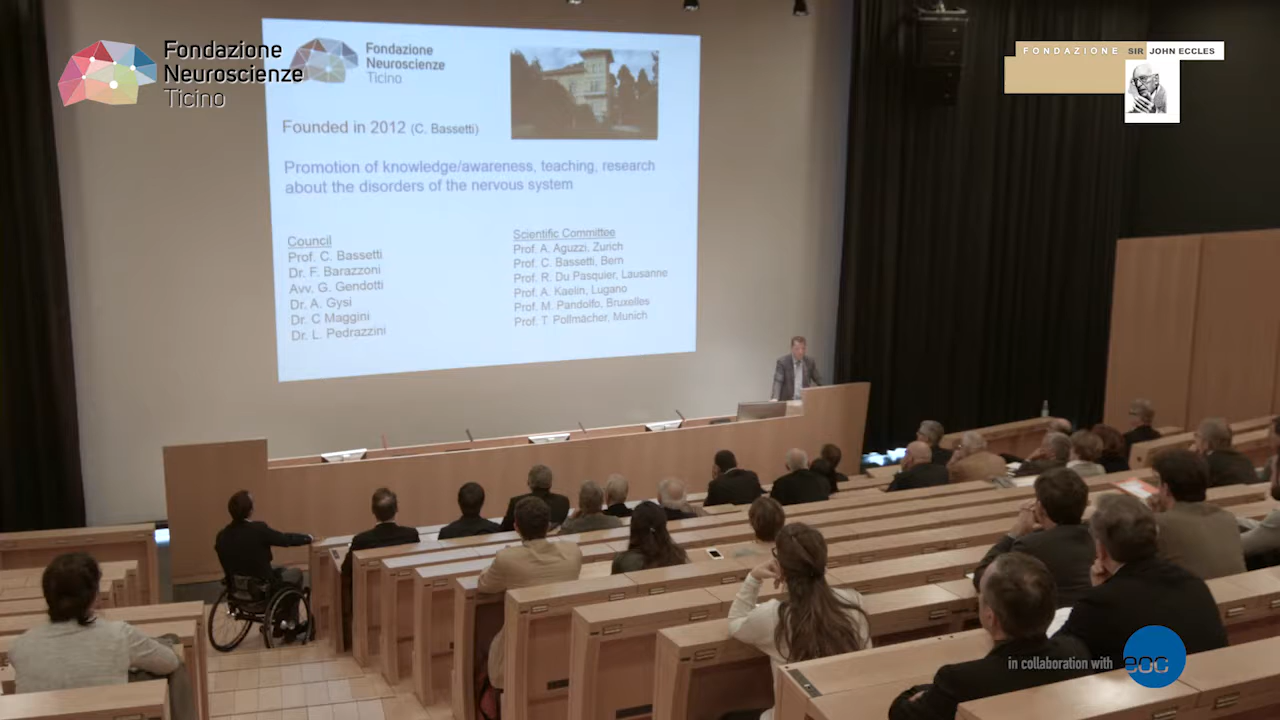 Fondazione
Neuroscienze
Ticino
Fondazione
Neuroscienze
Ticino
FONDAZIONE SIR JOHN ECCLES
Founded in 2012 (C. Bassetti)
Promotion of knowledge/awareness, teaching, research
about the disorders of the nervous system
Council
Prof. C. Bassetti
Dr. F. Barazzoni
Avv. G. Gendotti
Dr. A. Gysi
Dr. C Maggini
Dr. L. Pedrazzini
Scientific Committee
Prof. A. Aguzzi, Zurich
Prof. C. Bassetti, Bern
Prof. R. Du Pasquier, Lausanne
Prof. A. Kaelin, Lugano
Prof. M. Pandolfo, Bruxelles
Prof. T. Pollmächer, Munich
in collaboration with
eoc